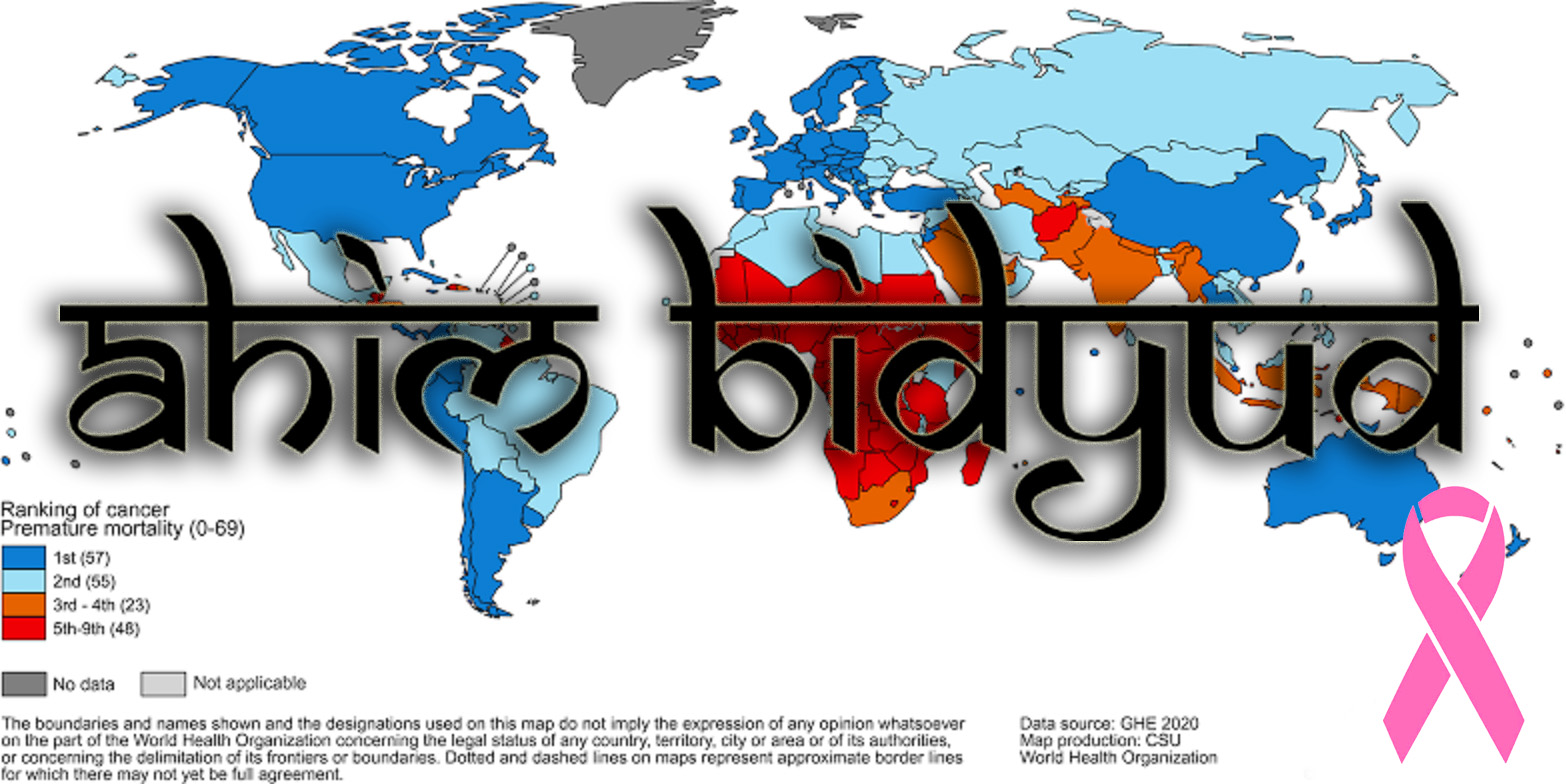 ahim bidyud
Ranking of cancer
Premature mortality (0-69)
1st (57)
2nd (55)
3rd - 4th (23)
5th-9th (48)
No data
Not applicable
The boundaries and names shown and the designations used on this map do not imply the expression of any opinion whatsoever
on the part of the World Health Organization concerning the legal status of any country, territory, city or area or of its authorities,
or concerning the delimitation of its frontiers or boundaries. Dotted and dashed lines on maps represent approximate border lines
for which there may not yet be full agreement.
Data source: GHE 2020
Map production: CSU
World Health Organization